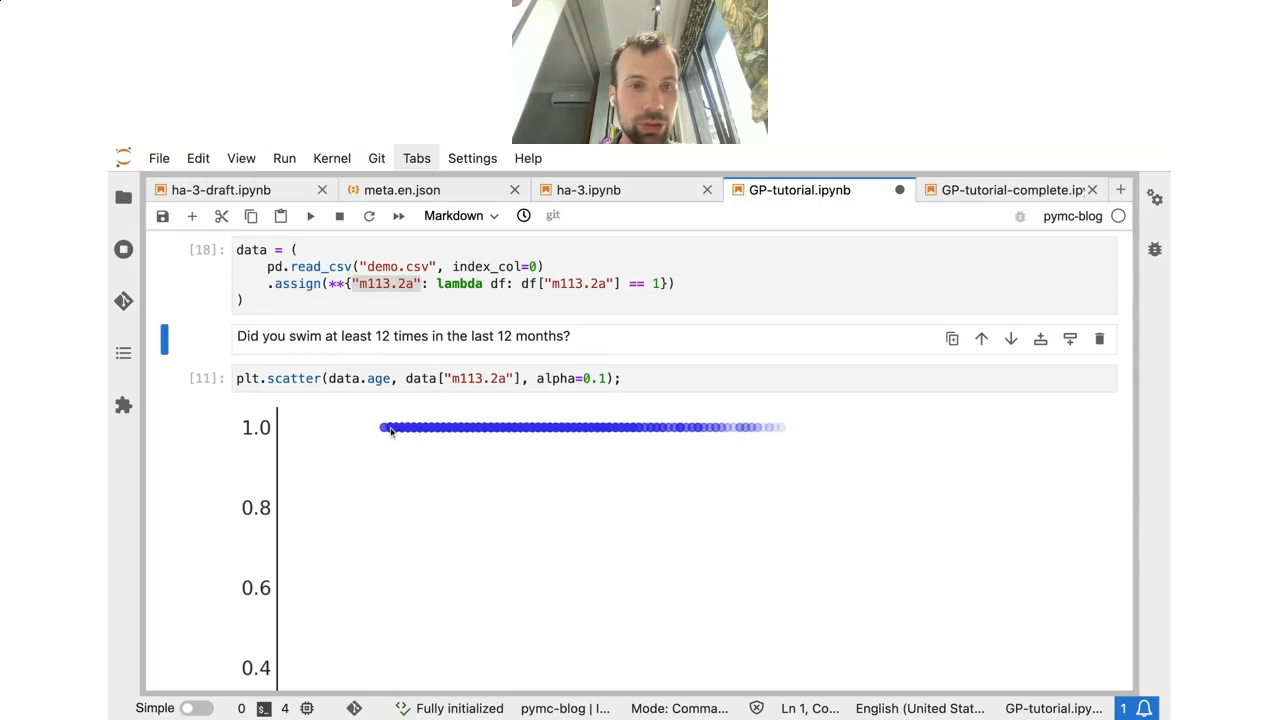 File Edit View Run Kernel Git Tabs Settings Help
ha-3-draft.ipynb meta.en.json ha-3.ipynb GP-tutorial.ipynb GP-tutorial-complete.ip
Markdown git pymc-blog
[18]: data = (
pd.read_csv("demo.csv", index_col=0)
.assign(**{"m113.2a": lambda df: df["m113.2a"] == 1})
)
Did you swim at least 12 times in the last 12 months?
[11]: plt.scatter(data.age, data["m113.2a"], alpha=0.1);
1.0
0.8
0.6
0.4
Simple 0 4 Fully initialized pymc-blog | I... Mode: Comma... Ln 1, Co... English (United Stat... GP-tutorial.ipy... 1